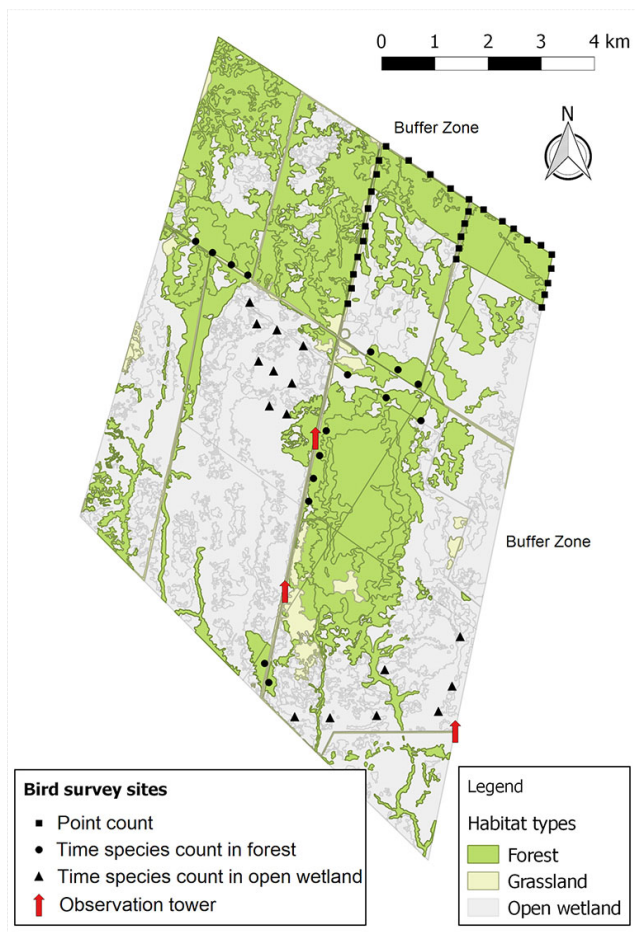 0 1 2 4 km
Buffer Zone
N
Buffer Zone
Bird survey sites
Point count
Time species count in forest
Time species count in open wetland
Observation tower
Legend
Habitat types
Forest
Grassland
Open wetland